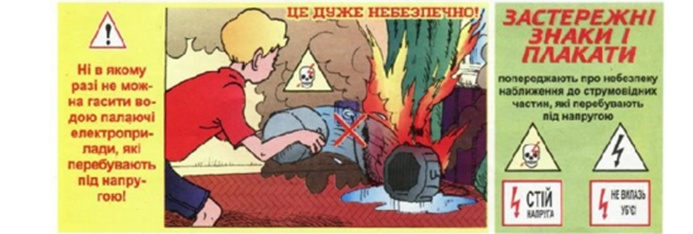 Ні в якому
разі не мож-
на гасити во-
дою палаючі
електропри-
лади, які
перебувають
під напру-
гою!
ЦЕ ДУЖЕ НЕБЕЗПЕЧНО!
ЗАСТЕРЕЖНІ
ЗНАКИ І
ПЛАКАТИ
попереджають про небезпеку
наближення до струмовідних
частин, які перебувають
під напругою
СТІЙ
НАПРУГА
НЕ ВИЛАЗЬ
УБ'Є!